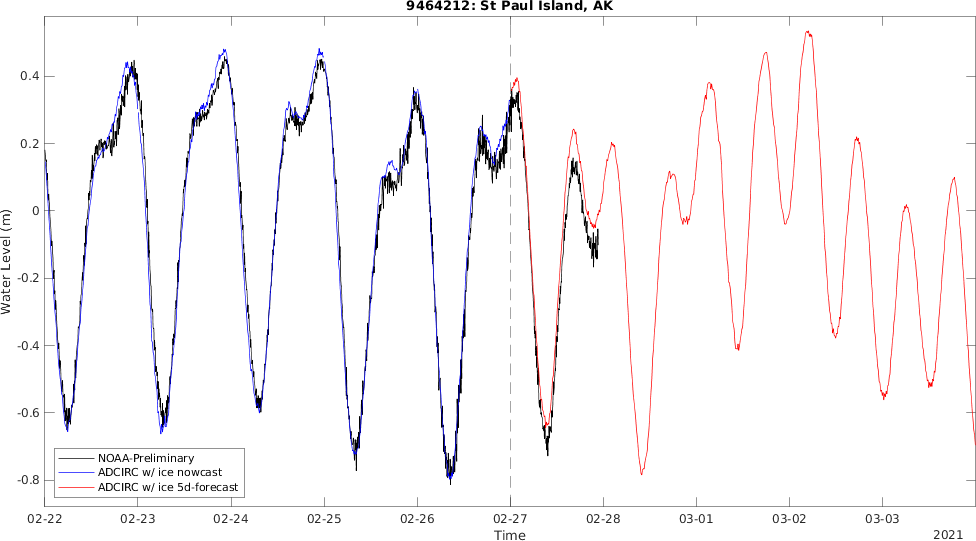 9464212: St Paul Island, AK
Water Level (m)
0.4
0.2
0
-0.2
-0.4
-0.6
-0.8
NOAA-Preliminary
ADCIRC w/ ice nowcast
ADCIRC w/ ice 5d-forecast
02-22 02-23 02-24 02-25 02-26 02-27 02-28 03-01 03-02 03-03
Time
2021